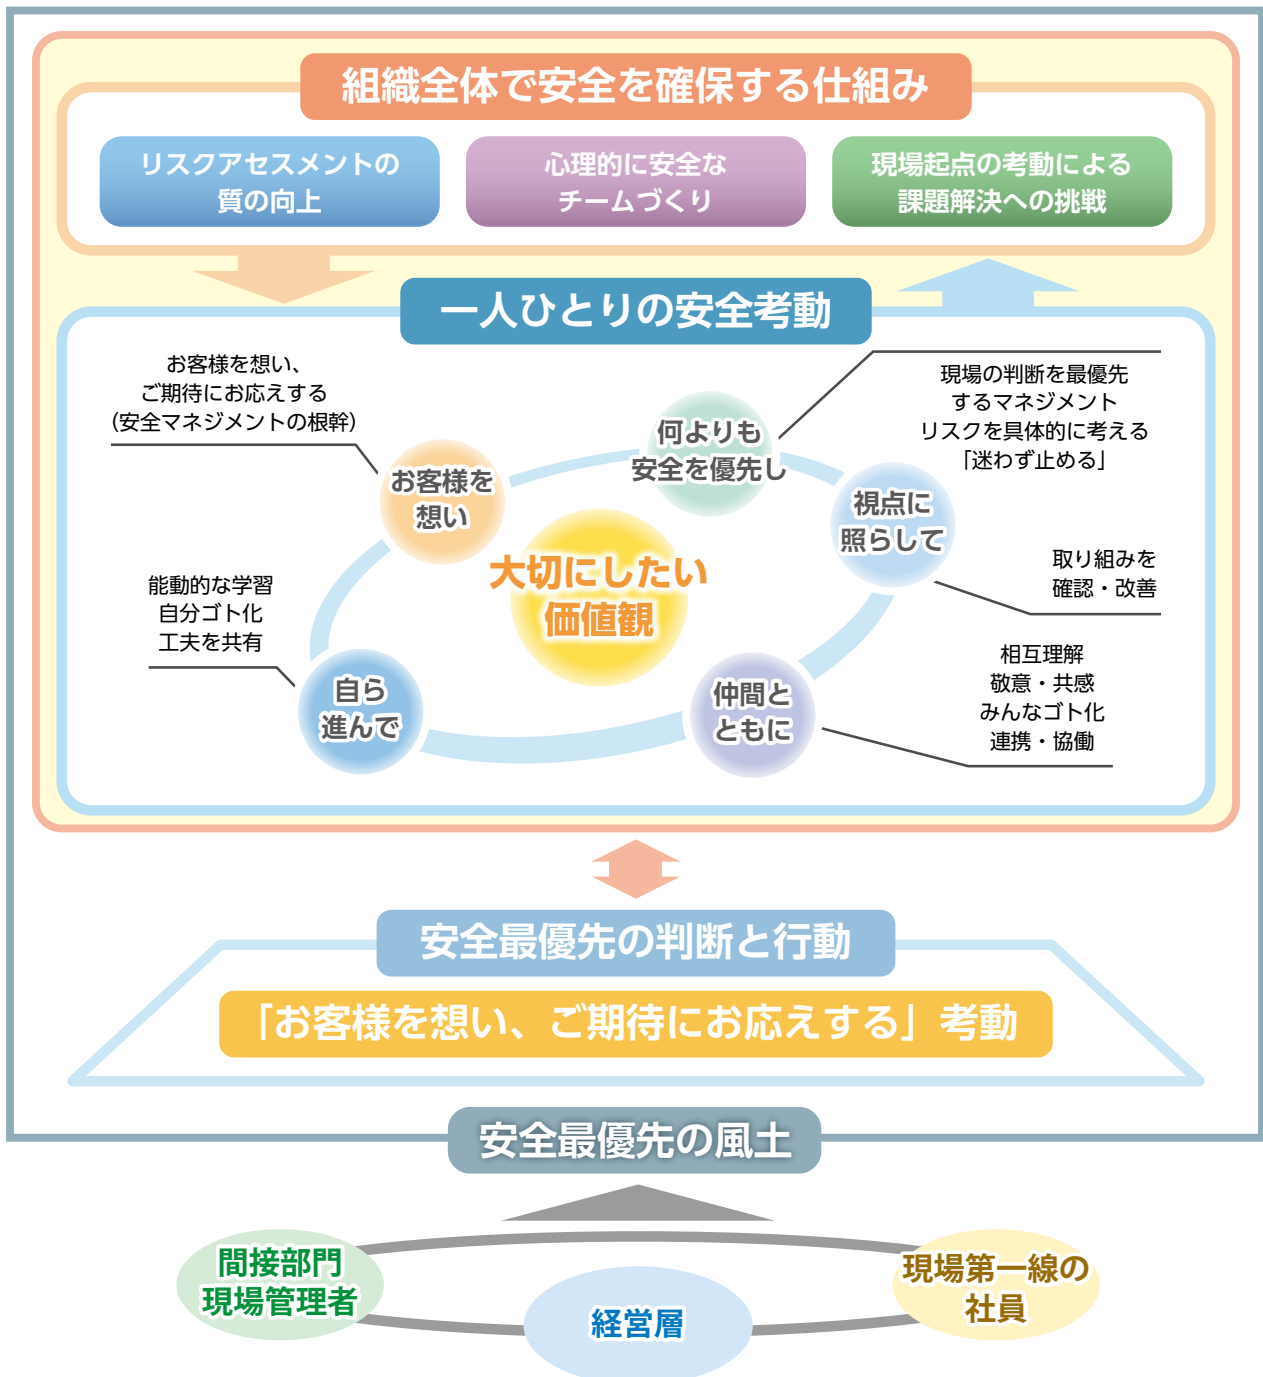 組織全体で安全を確保する仕組み
リスクアセスメントの
質の向上
心理的に安全な
チームづくり
現場起点の考動による
課題解決への挑戦
一人ひとりの安全考動
お客様を想い、
ご期待にお応えする
（安全マネジメントの根幹）
お客様を
想い
何よりも
安全を優先し
現場の判断を最優先
するマネジメント
リスクを具体的に考える
「迷わず止める」
視点に
照らして
取り組みを
確認・改善
大切にしたい
価値観
能動的な学習
自分ゴト化
工夫を共有
自ら
進んで
仲間と
ともに
相互理解
敬意・共感
みんなゴト化
連携・協働
安全最優先の判断と行動
「お客様を想い、ご期待にお応えする」考動
安全最優先の風土
間接部門
現場管理者
経営層
現場第一線の
社員